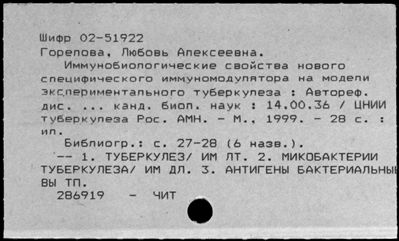 Шифр 02-51922
Горелова, Любовь Алексеевна.
Иммунобиологические свойства нового
специфического иммуномодулятора на модели
экспериментального туберкулеза : Автореф.
дис. ... канд. биол. наук : 14.00.36 / ЦНИИ
туберкулеза Рос. АМН. - М., 1999. - 28 с. :
ил.
Библиогр.: с. 27-28 (6 назв.).
-- 1. ТУБЕРКУЛЕЗ/ ИМ ЛТ. 2. МИКОБАКТЕРИИ
ТУБЕРКУЛЕЗА/ ИМ ДЛ. 3. АНТИГЕНЫ БАКТЕРИАЛЬНЫЕ
ВЫ ТП.
286919 - ЧИТ